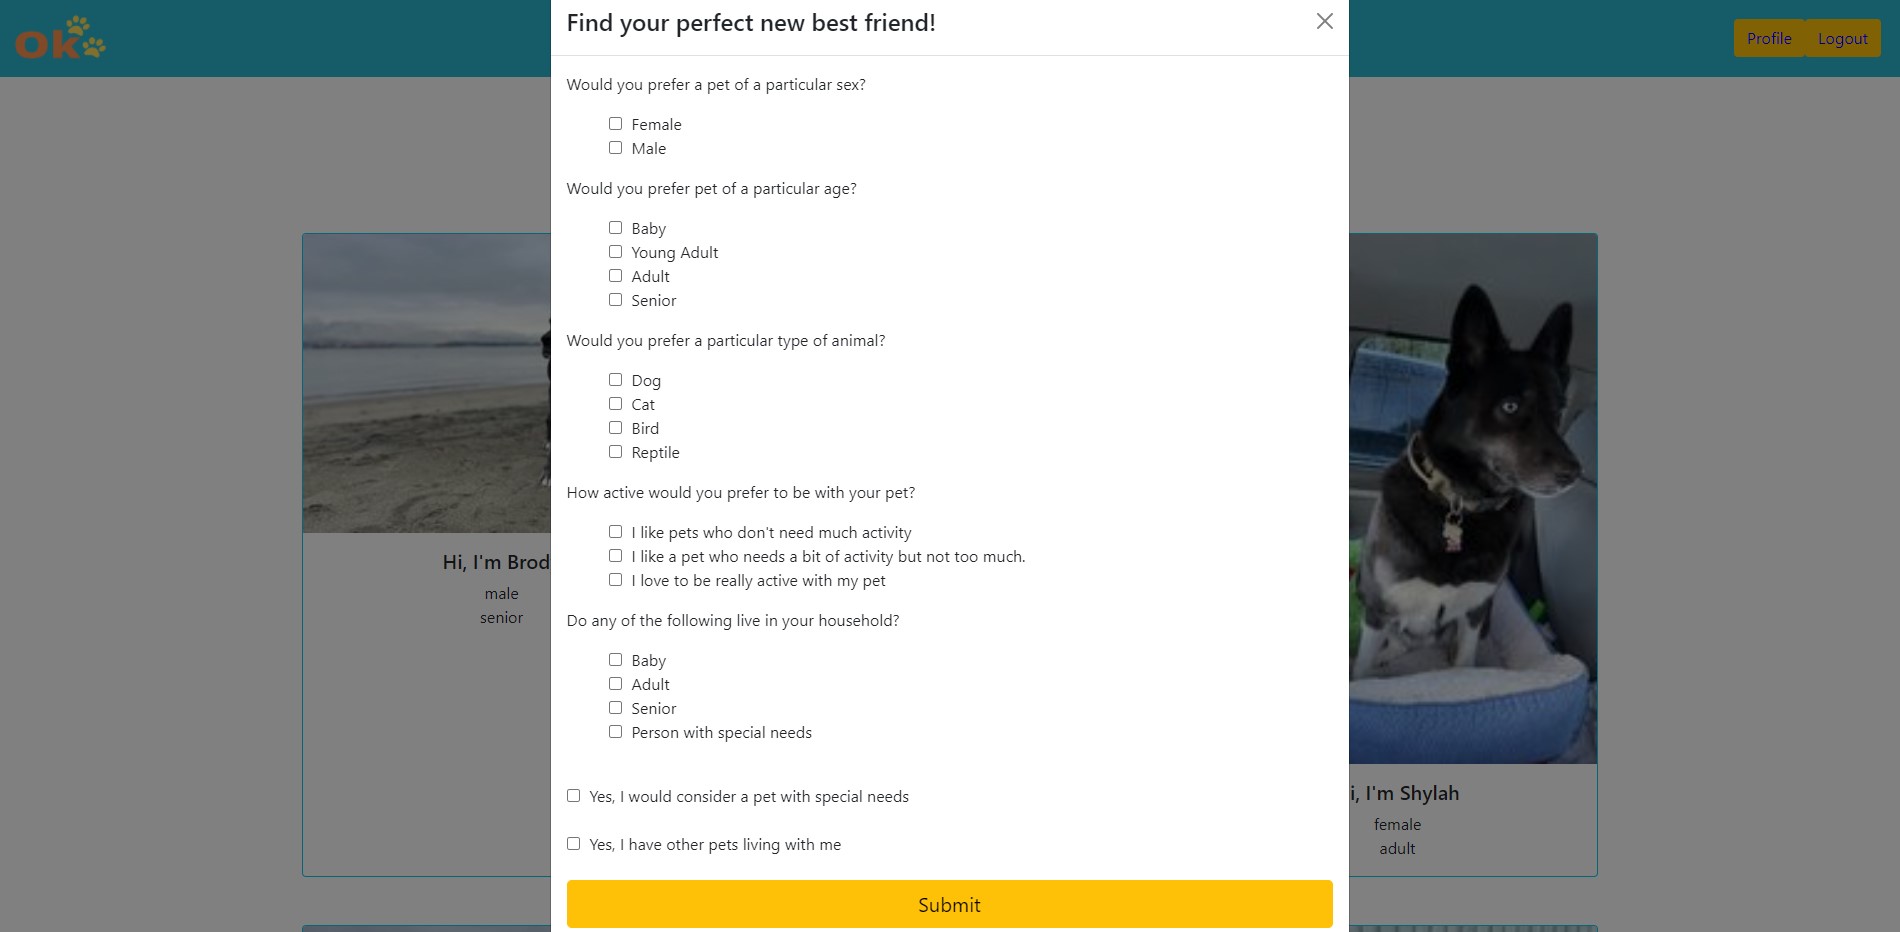 Ok
Profile
Logout
Find your perfect new best friend!
Would you prefer a pet of a particular sex?
Female
Male
Would you prefer pet of a particular age?
Baby
Young Adult
Adult
Senior
Would you prefer a particular type of animal?
Dog
Cat
Bird
Reptile
How active would you prefer to be with your pet?
I like pets who don't need much activity
I like a pet who needs a bit of activity but not too much.
I love to be really active with my pet
Do any of the following live in your household?
Baby
Adult
Senior
Person with special needs
Yes, I would consider a pet with special needs
Yes, I have other pets living with me
Submit
Hi, I'm Brod
male
senior
i, I'm Shylah
female
adult